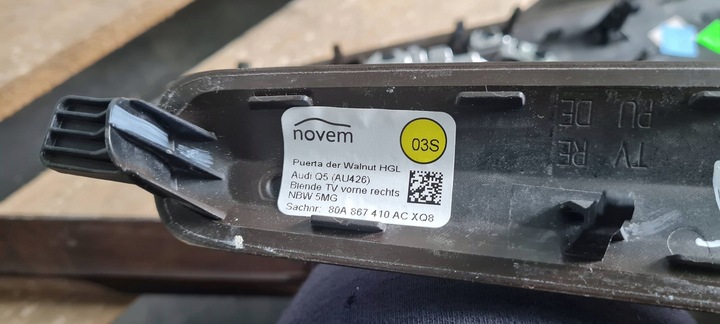 novem
03S
Puerta der Walnut HGL
Audi Q5 (AU426)
Blende TV vorne rechts
NBW 5MG
Sachnr: 80A 867 410 AC XQ8
TV RE
PU DE